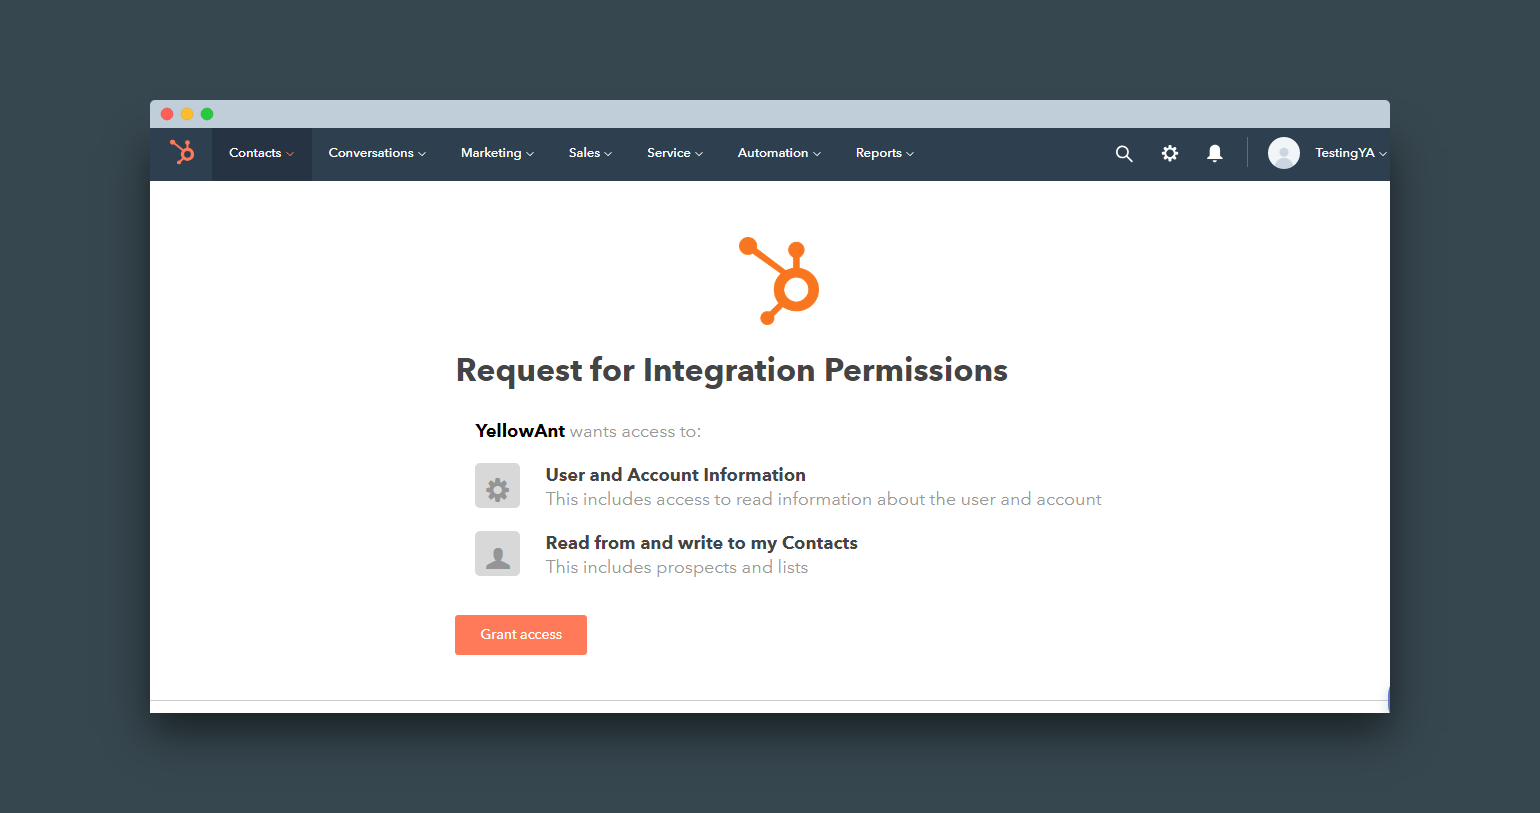 Contacts Conversations Marketing Sales Service Automation Reports TestingYA
Request for Integration Permissions
YellowAnt wants access to:
User and Account Information
This includes access to read information about the user and account
Read from and write to my Contacts
This includes prospects and lists
Grant access